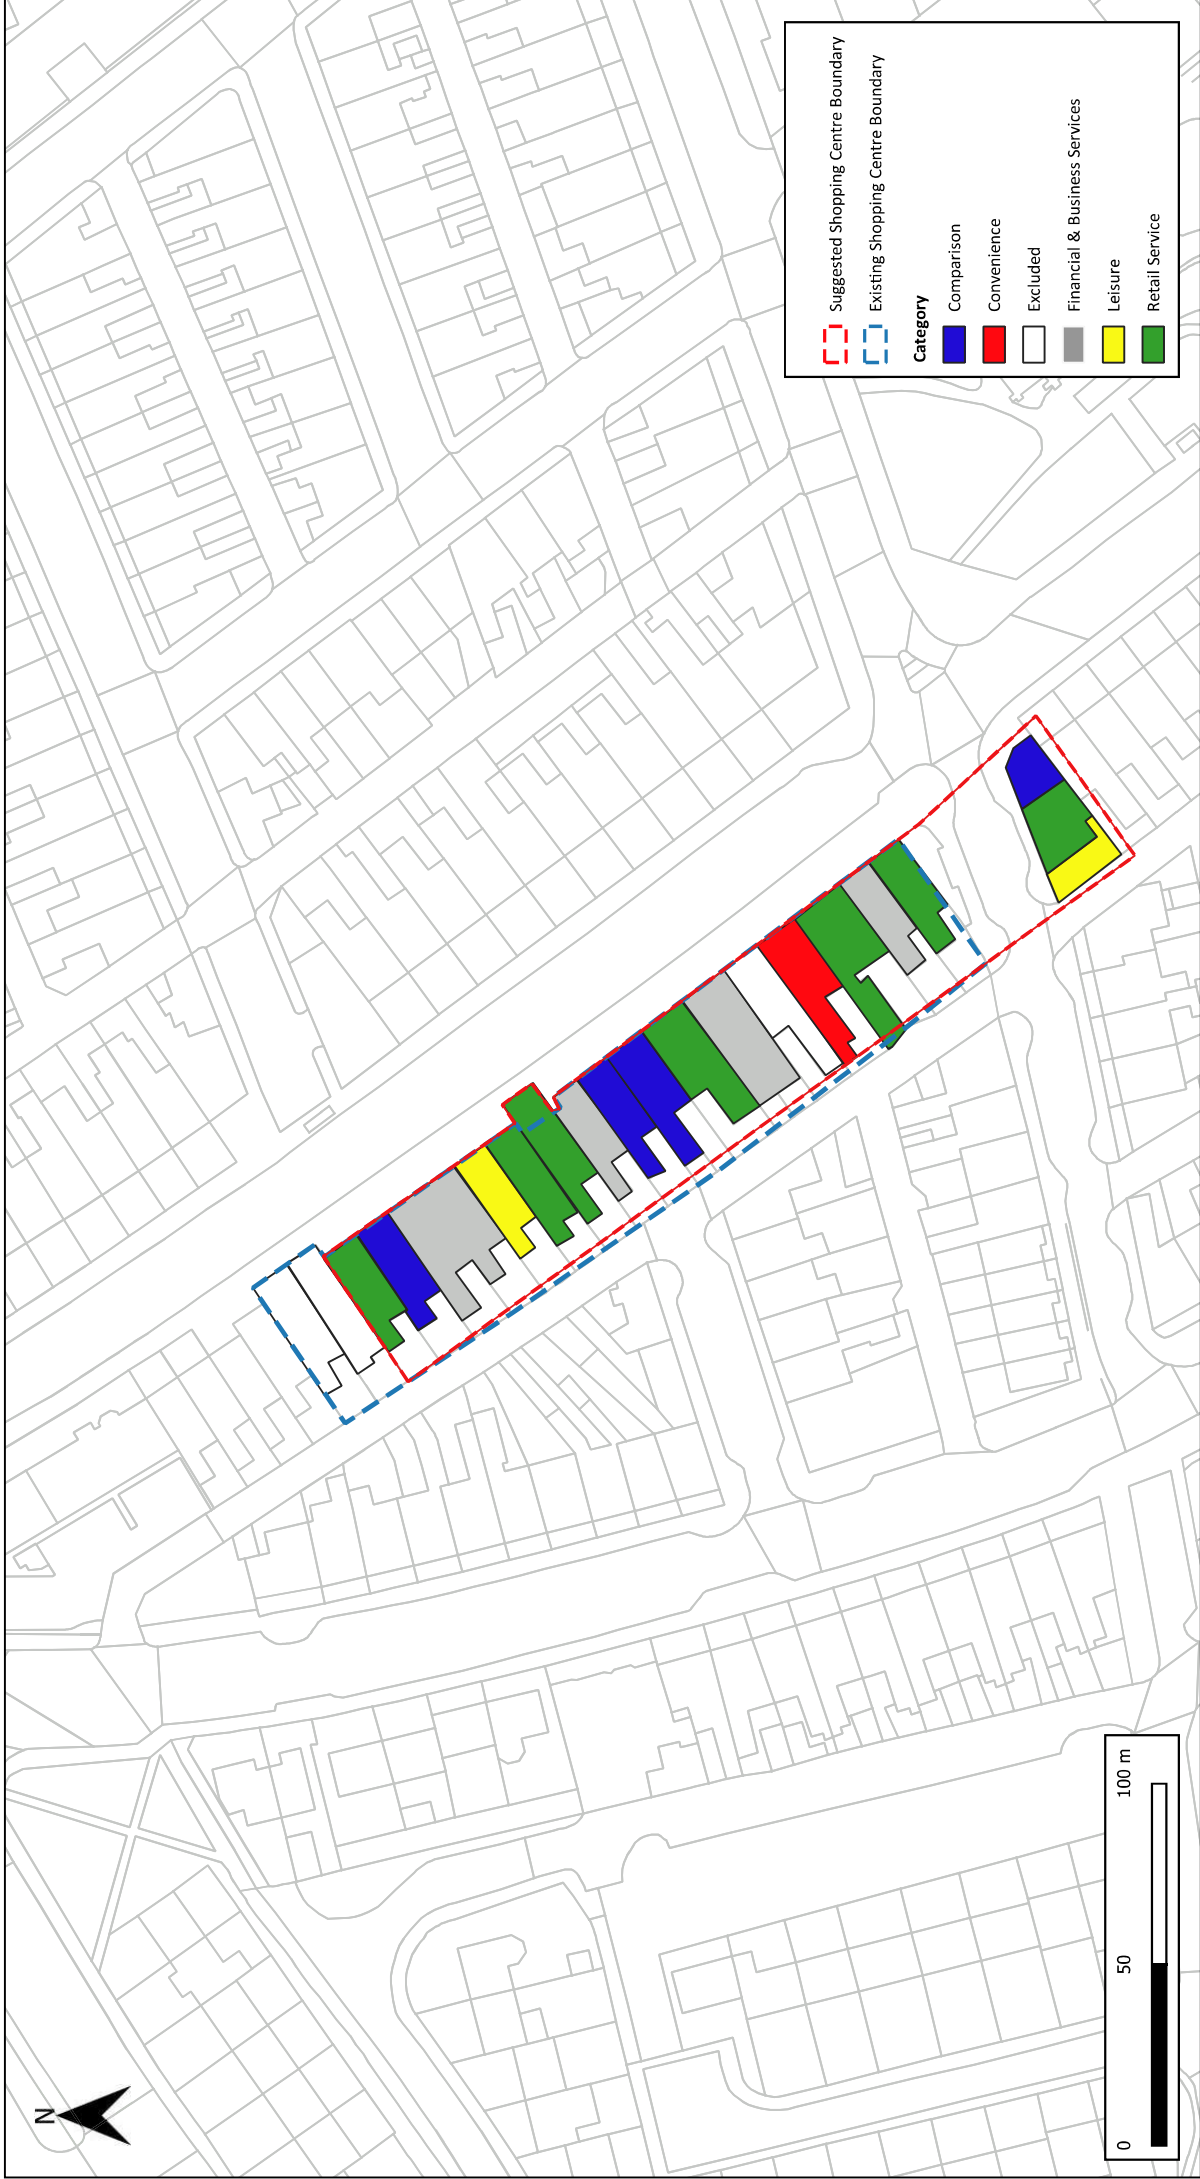 N
Suggested Shopping Centre Boundary
Existing Shopping Centre Boundary
Category
Comparison
Convenience
Excluded
Financial & Business Services
Leisure
Retail Service
0 50 100 m